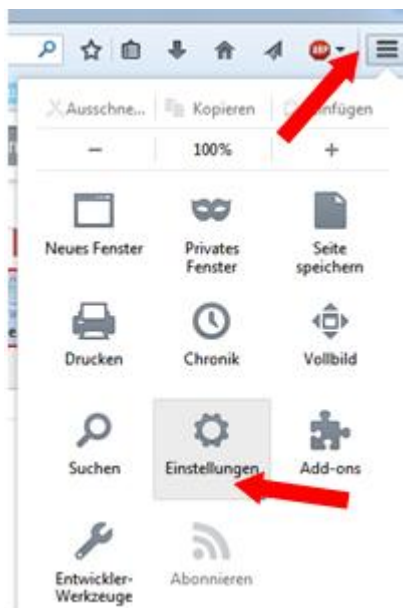 ABP
Ausschne... Kopieren
− 100% +
Neues Fenster Privates Fenster Seite speichern
Drucken Chronik Vollbild
Suchen Einstellungen Add-ons
Entwickler-Werkzeuge Abonnieren